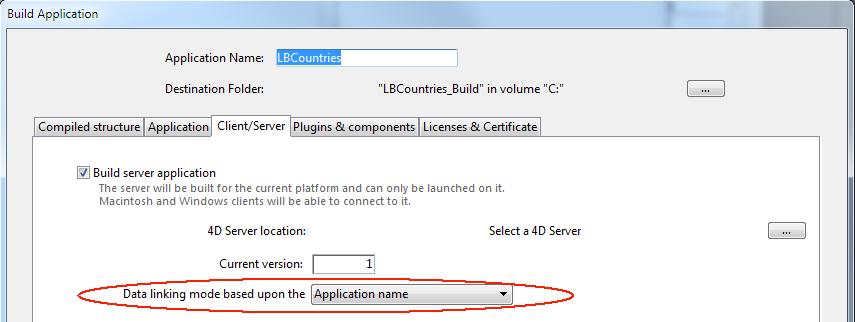 Build Application
Application Name: LBCountries
Destination Folder: "LBCountries_Build" in volume "C:" ...
Compiled structure Application Client/Server Plugins & components Licenses & Certificate
Build server application
The server will be built for the current platform and can only be launched on it.
Macintosh and Windows clients will be able to connect to it.
4D Server location: Select a 4D Server ...
Current version: 1
Data linking mode based upon the Application name